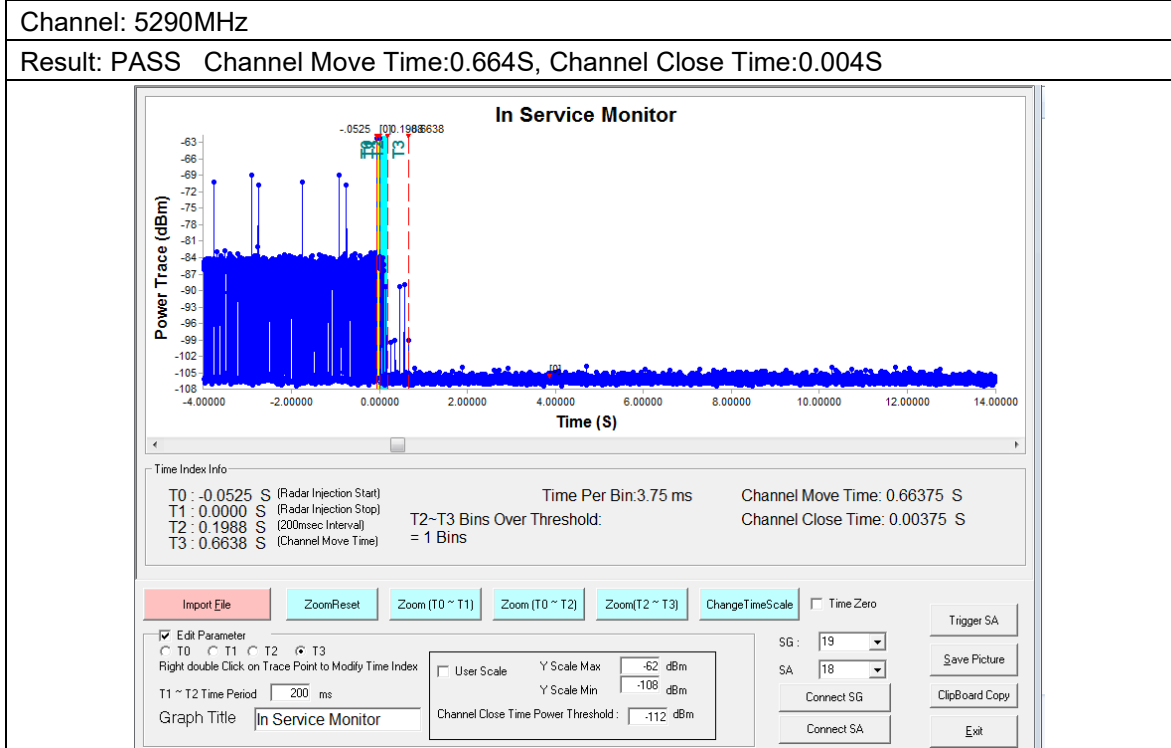 Channel: 5290MHz
Result: PASS Channel Move Time:0.664S, Channel Close Time:0.004S
In Service Monitor
-.0525
Power Trace (dBm)
-63
-66
-69
-72
-75
-78
-81
-84
-87
-90
-93
-96
-99
-102
-105
-108
T3
[0]
-4.00000 -2.00000 0.00000 2.00000 4.00000 6.00000 8.00000 10.00000 12.00000 14.00000
Time (S)
Time Index Info
T0 : -0.0525 S (Radar Injection Start)
T1 : 0.0000 S (Radar Injection Stop)
T2 : 0.1988 S (200msec Interval)
T3 : 0.6638 S (Channel Move Time)
Time Per Bin:3.75 ms
T2~T3 Bins Over Threshold:
= 1 Bins
Channel Move Time: 0.66375 S
Channel Close Time: 0.00375 S
Import File ZoomReset Zoom (T0 ~ T1) Zoom (T0 ~ T2) Zoom(T2 ~ T3) ChangeTimeScale Time Zero
Edit Parameter
T0 T1 T2 T3
Right double Click on Trace Point to Modify Time Index
T1 ~ T2 Time Period 200 ms
Graph Title In Service Monitor
User Scale
Y Scale Max -62 dBm
Y Scale Min -108 dBm
Channel Close Time Power Threshold : -112 dBm
SG : 19
SA 18
Connect SG
Connect SA
Trigger SA
Save Picture
ClipBoard Copy
Exit